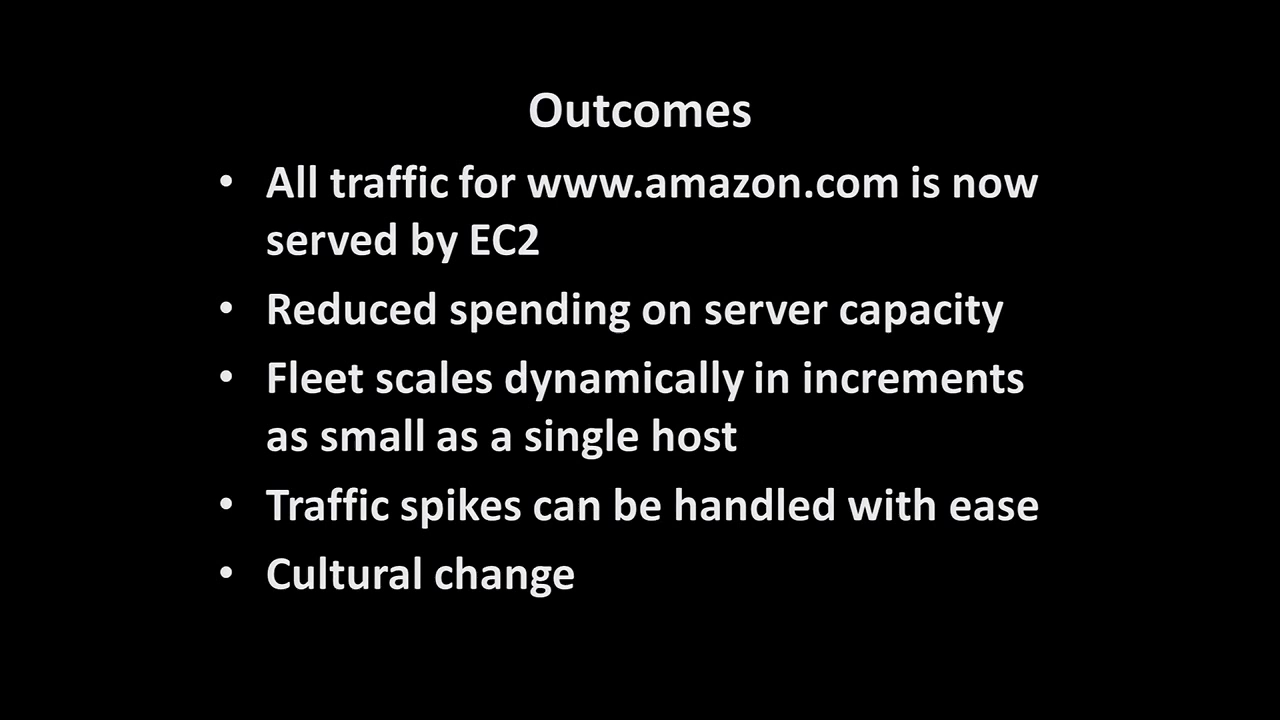 Outcomes
• All traffic for www.amazon.com is now
served by EC2
• Reduced spending on server capacity
• Fleet scales dynamically in increments
as small as a single host
• Traffic spikes can be handled with ease
• Cultural change